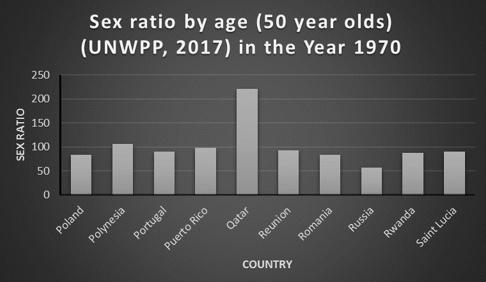 Sex ratio by age (50 year olds)
(UNWPP, 2017) in the Year 1970
250
200
150
100
50
0
SEX RATIO
Poland
Polynesia
Portugal
Puerto Rico
Qatar
Reunion
Romania
Russia
Rwanda
Saint Lucia
COUNTRY